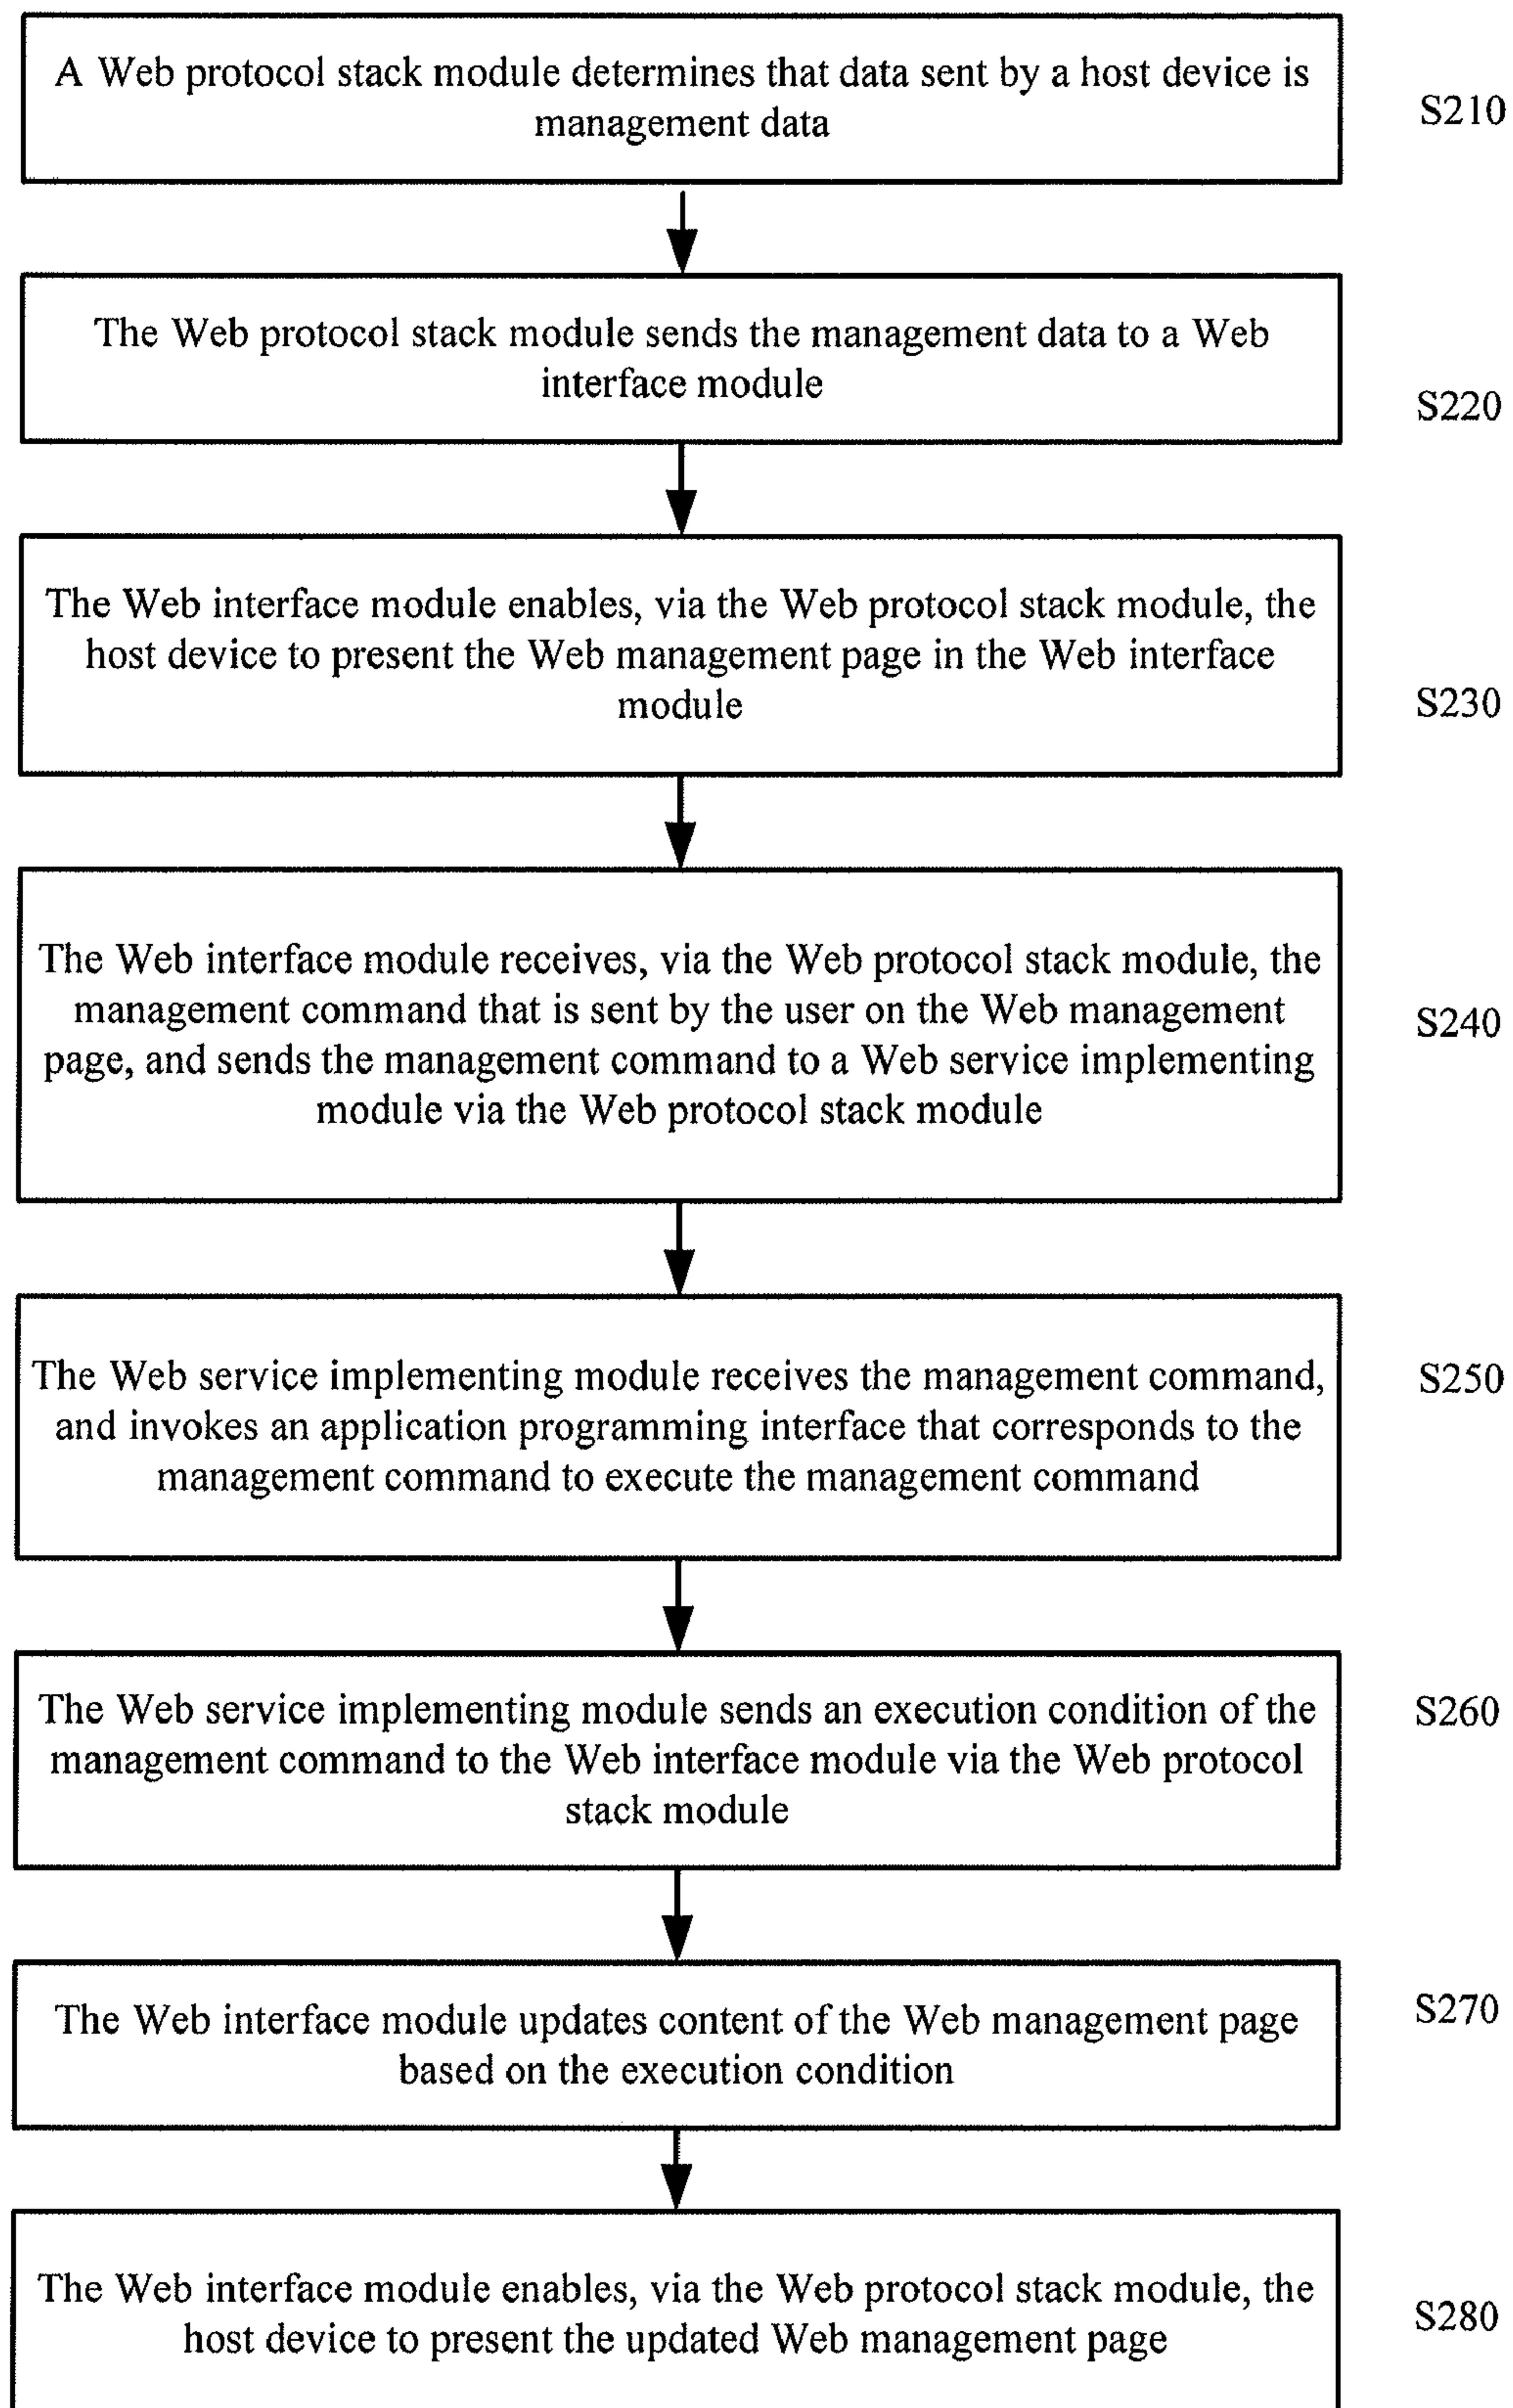 A Web protocol stack module determines that data sent by a host device is
management data
S210
The Web protocol stack module sends the management data to a Web
interface module
S220
The Web interface module enables, via the Web protocol stack module, the
host device to present the Web management page in the Web interface
module
S230
The Web interface module receives, via the Web protocol stack module, the
management command that is sent by the user on the Web management
page, and sends the management command to a Web service implementing
module via the Web protocol stack module
S240
The Web service implementing module receives the management command,
and invokes an application programming interface that corresponds to the
management command to execute the management command
S250
The Web service implementing module sends an execution condition of the
management command to the Web interface module via the Web protocol
stack module
S260
The Web interface module updates content of the Web management page
based on the execution condition
S270
The Web interface module enables, via the Web protocol stack module, the
host device to present the updated Web management page
S280